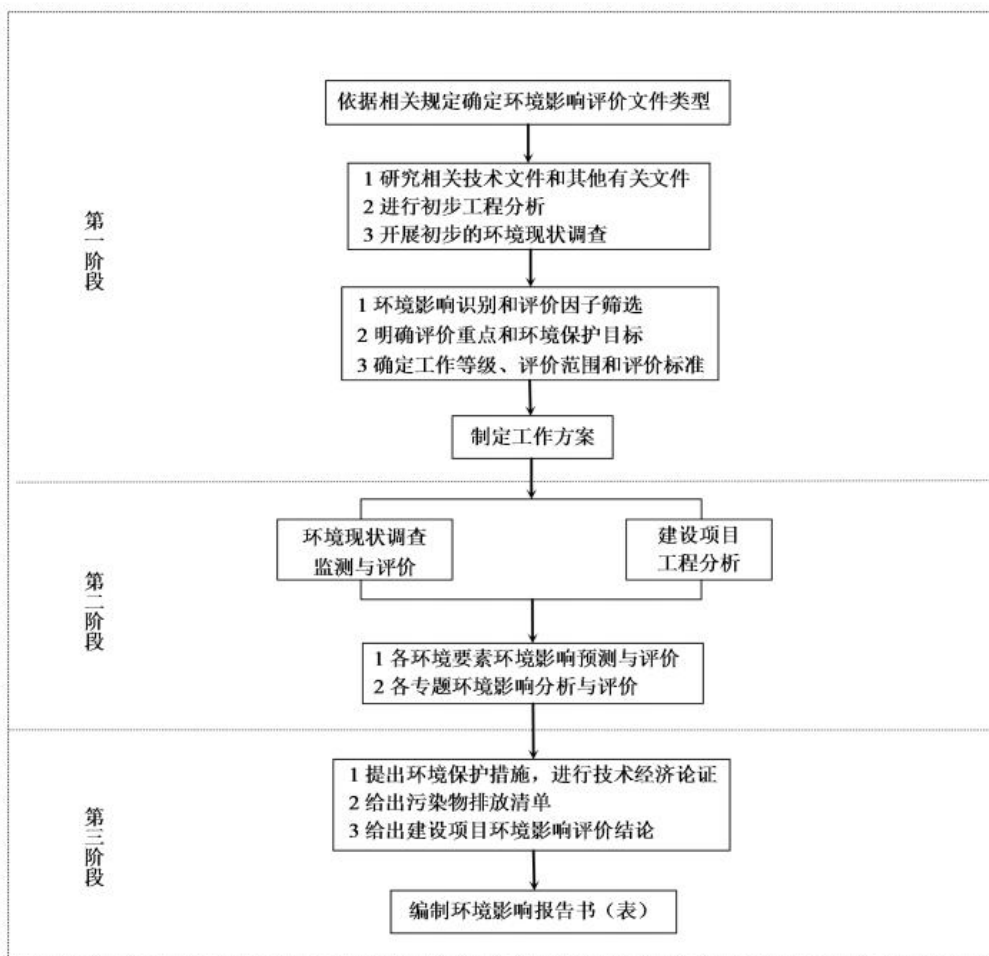 依据相关规定确定环境影响评价文件类型
1 研究相关技术文件和其他有关文件
2 进行初步工程分析
3 开展初步的环境现状调查
第一阶段
1 环境影响识别和评价因子筛选
2 明确评价重点和环境保护目标
3 确定工作等级、评价范围和评价标准
制定工作方案
环境现状调查
监测与评价
建设项目
工程分析
第二阶段
1 各环境要素环境影响预测与评价
2 各专题环境影响分析与评价
1 提出环境保护措施，进行技术经济论证
2 给出污染物排放清单
3 给出建设项目环境影响评价结论
第三阶段
编制环境影响报告书（表）